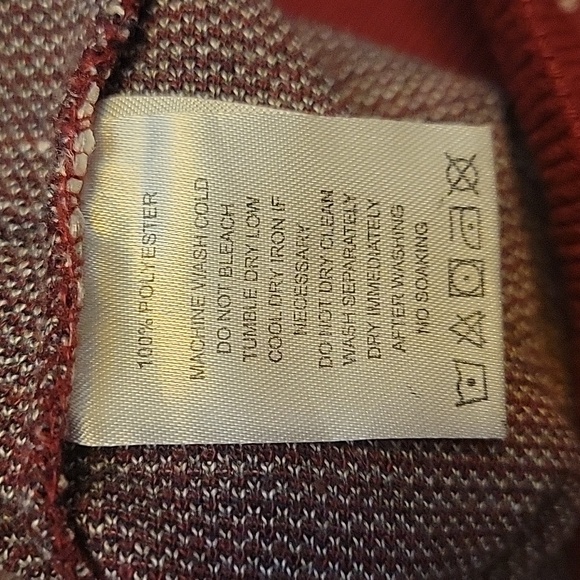 100% POLYESTER
MACHINE WASH COLD
DO NOT BLEACH
TUMBLE DRY LOW
COOL DRY IRON IF
NECESSARY
DO NOT DRY CLEAN
WASH SEPARATELY
DRY IMMEDIATELY
AFTER WASHING
NO SOAKING